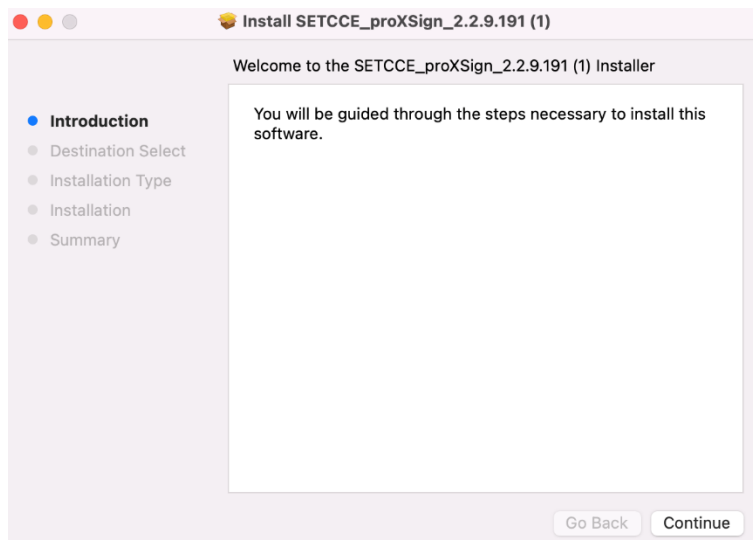 Install SETCCE_proXSign_2.2.9.191 (1)
Welcome to the SETCCE_proXSign_2.2.9.191 (1) Installer
Introduction
Destination Select
Installation Type
Installation
Summary
You will be guided through the steps necessary to install this
software.
Go Back
Continue